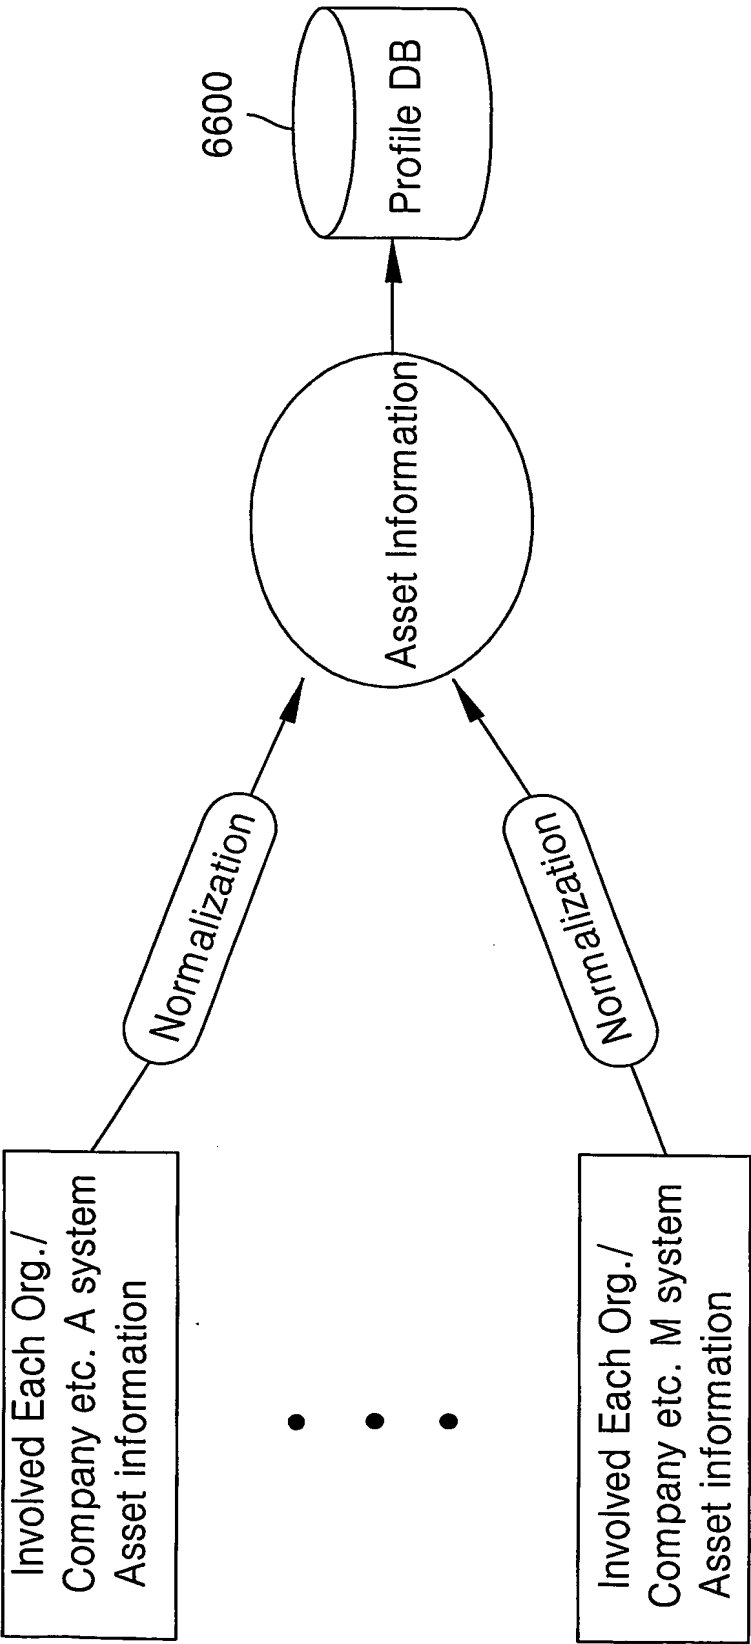 Involved Each Org./
Company etc. A system
Asset information
Normalization
Involved Each Org./
Company etc. M system
Asset information
Normalization
Asset Information
6600
Profile DB